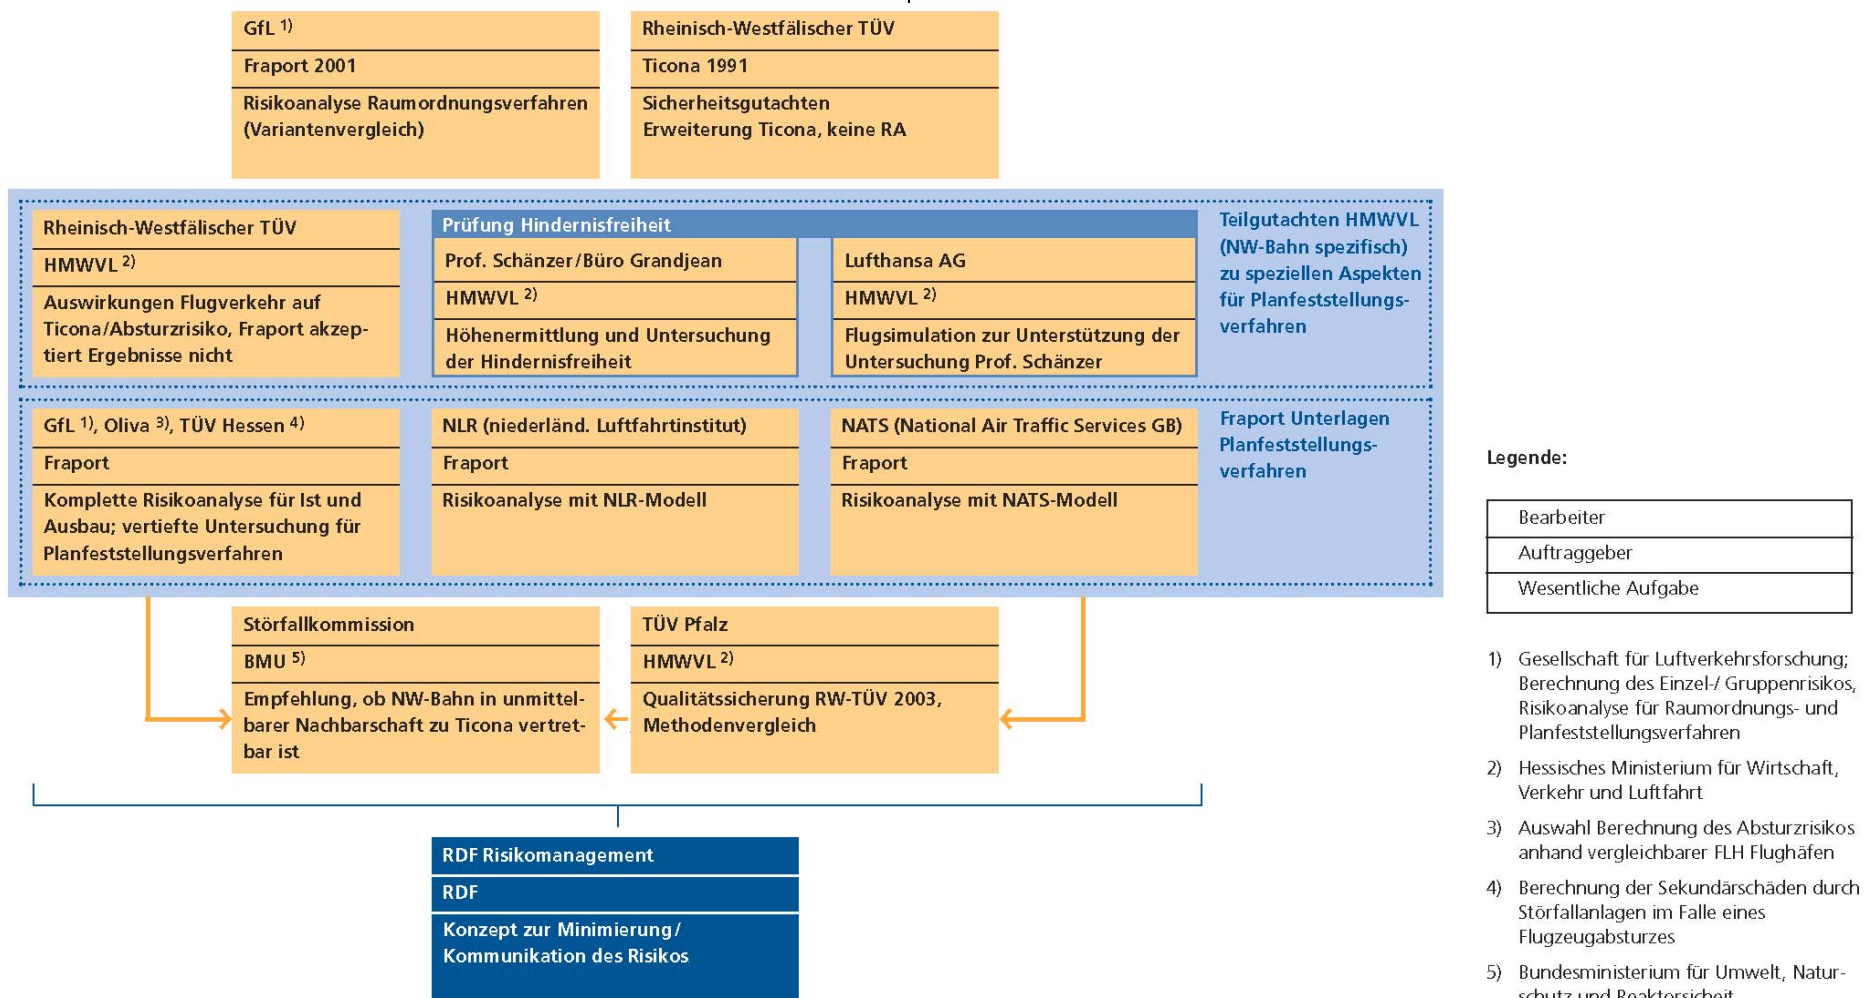 GfL 1)
Fraport 2001
Risikoanalyse Raumordnungsverfahren
(Variantenvergleich)
Rheinisch-Westfälischer TÜV
Ticona 1991
Sicherheitsgutachten
Erweiterung Ticona, keine RA
Rheinisch-Westfälischer TÜV
HMWVL 2)
Auswirkungen Flugverkehr auf
Ticona/Absturzrisiko, Fraport akzep-
tiert Ergebnisse nicht
Prüfung Hindernisfreiheit
Prof. Schänzer/Büro Grandjean
HMWVL 2)
Höhenermittlung und Untersuchung
der Hindernisfreiheit
Lufthansa AG
HMWVL 2)
Flugsimulation zur Unterstützung der
Untersuchung Prof. Schänzer
Teilgutachten HMWVL
(NW-Bahn spezifisch)
zu speziellen Aspekten
für Planfeststellungs-
verfahren
GfL 1), Oliva 3), TÜV Hessen 4)
Fraport
Komplette Risikoanalyse für Ist und
Ausbau; vertiefte Untersuchung für
Planfeststellungsverfahren
NLR (niederländ. Luftfahrtinstitut)
Fraport
Risikoanalyse mit NLR-Modell
NATS (National Air Traffic Services GB)
Fraport
Risikoanalyse mit NATS-Modell
Fraport Unterlagen
Planfeststellungs-
verfahren
Störfallkommission
BMU 5)
Empfehlung, ob NW-Bahn in unmittel-
barer Nachbarschaft zu Ticona vertret-
bar ist
TÜV Pfalz
HMWVL 2)
Qualitätssicherung RW-TÜV 2003,
Methodenvergleich
RDF Risikomanagement
RDF
Konzept zur Minimierung/
Kommunikation des Risikos
Legende:
Bearbeiter
Auftraggeber
Wesentliche Aufgabe
1) Gesellschaft für Luftverkehrsforschung;
Berechnung des Einzel-/ Gruppenrisikos,
Risikoanalyse für Raumordnungs- und
Planfeststellungsverfahren
2) Hessisches Ministerium für Wirtschaft,
Verkehr und Luftfahrt
3) Auswahl Berechnung des Absturzrisikos
anhand vergleichbarer FLH Flughäfen
4) Berechnung der Sekundärschäden durch
Störfallanlagen im Falle eines
Flugzeugabsturzes
5) Bundesministerium für Umwelt, Natur-
schutz und Reaktorsicheit